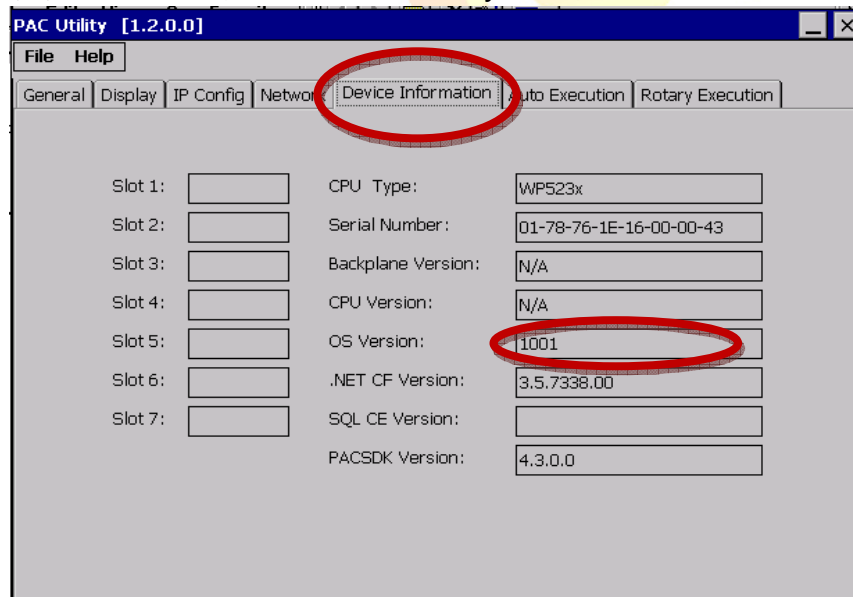 PAC Utility [1.2.0.0]
File Help
General Display IP Config Device Information Auto Execution Rotary Execution
Slot 1: CPU Type: WP523x
Slot 2: Serial Number: 01-78-76-1E-16-00-00-43
Slot 3: Backplane Version: N/A
Slot 4: CPU Version: N/A
Slot 5: OS Version: 1001
Slot 6: .NET CF Version: 3.5.7338.00
Slot 7: SQL CE Version:
PACSDK Version: 4.3.0.0